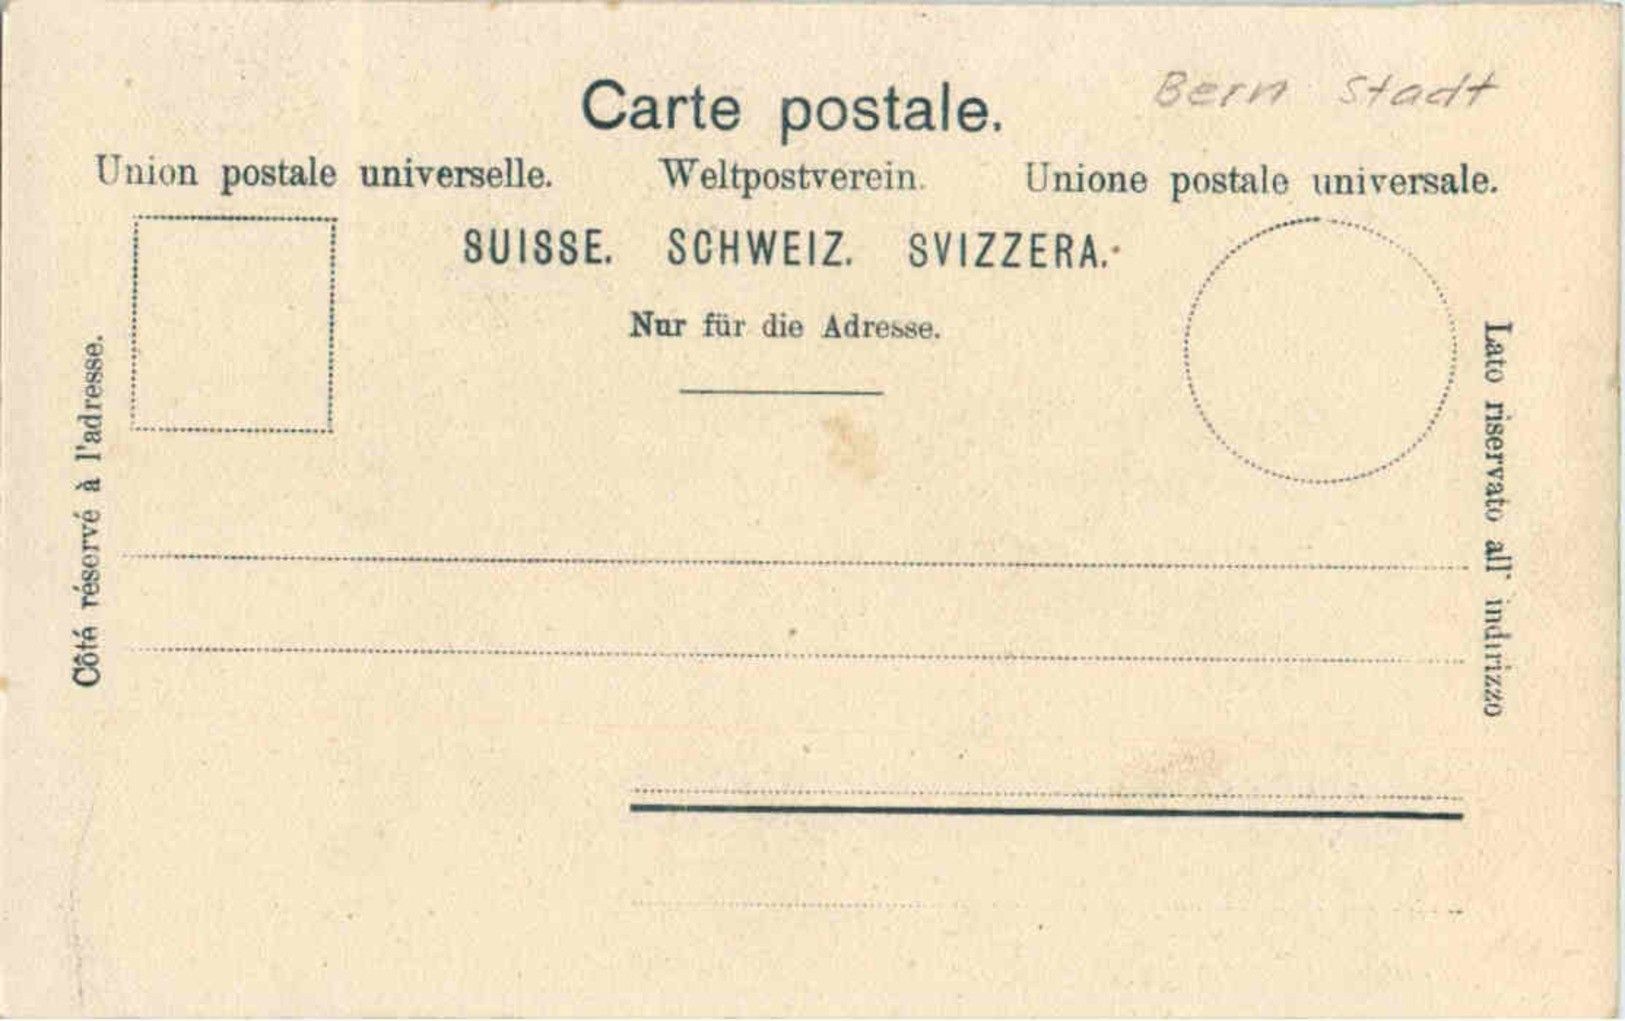 Bern Stadt
Carte postale.
Union postale universelle. Weltpostverein. Unione postale universale.
SUISSE. SCHWEIZ. SVIZZERA.
Nur für die Adresse.
Côté réservé à l'adresse.
Lato riservato all' indirizzo